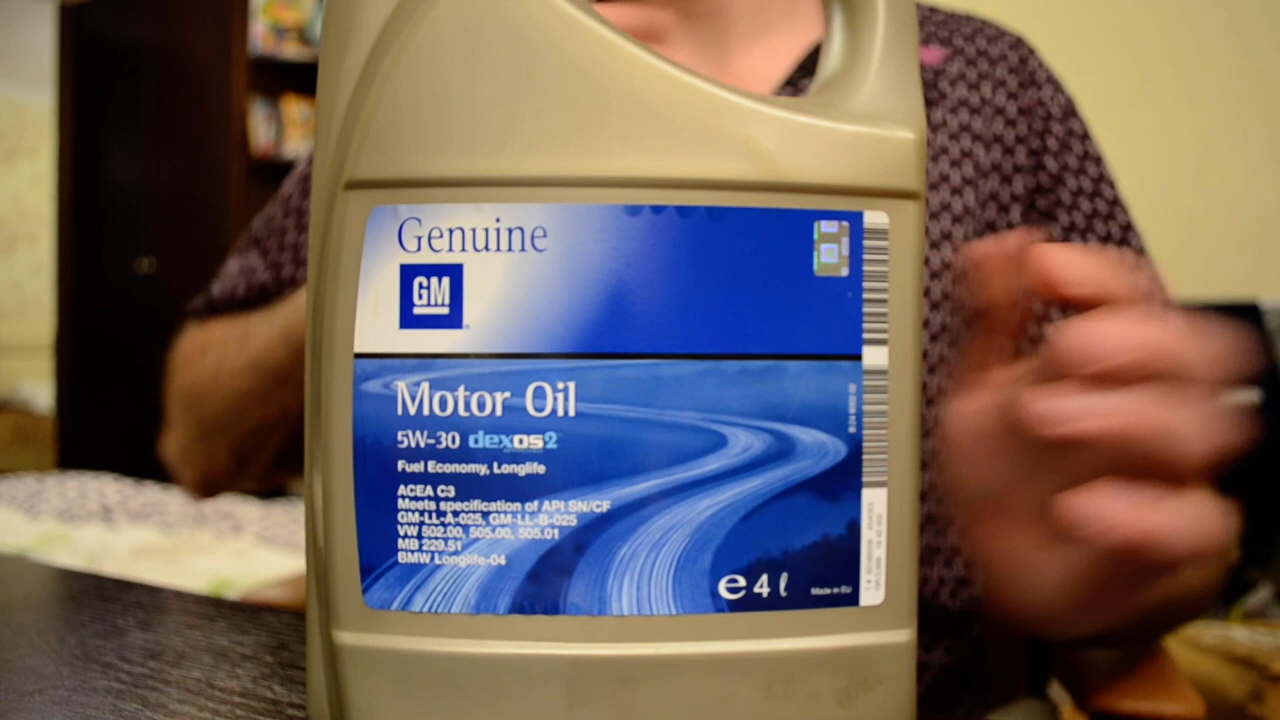 Genuine
GM
Motor Oil
5W-30 dexos2
Fuel Economy, Longlife
ACEA C3
Meets specification of API SN/CF
GM-LL-A-025, GM-LL-B-025
VW 502.00, 505.00, 505.01
MB 229.51
BMW Longlife-04
e 4 l
Made in EU